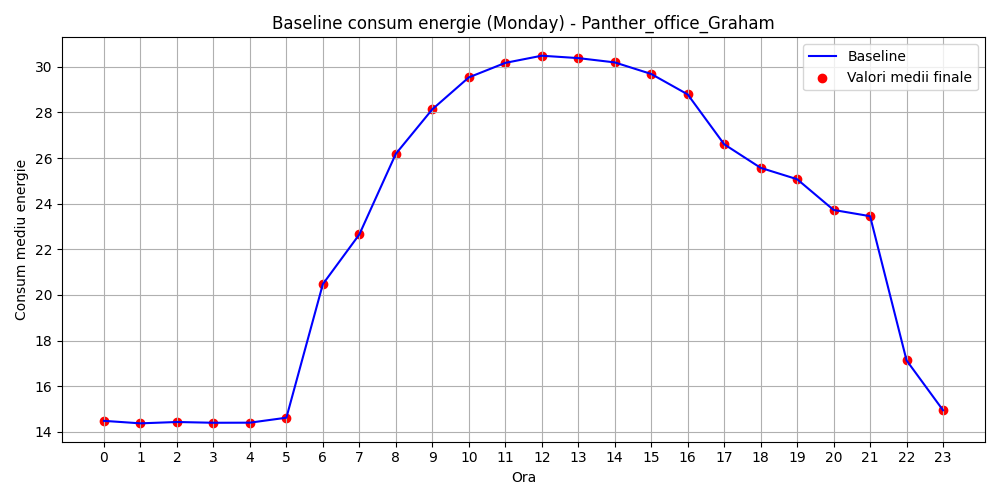 Baseline consum energie (Monday) - Panther_office_Graham
Baseline
Valori medii finale
Consum mediu energie
30
28
26
24
22
20
18
16
14
0 1 2 3 4 5 6 7 8 9 10 11 12 13 14 15 16 17 18 19 20 21 22 23
Ora